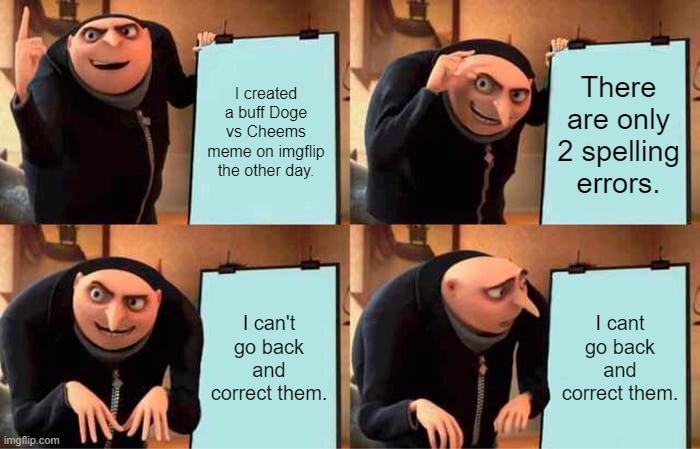 I created
a buff Doge
vs Cheems
meme on imgflip
the other day.
There
are only
2 spelling
errors.
I can't
go back
and
correct them.
I cant
go back
and
correct them.
imgflip.com